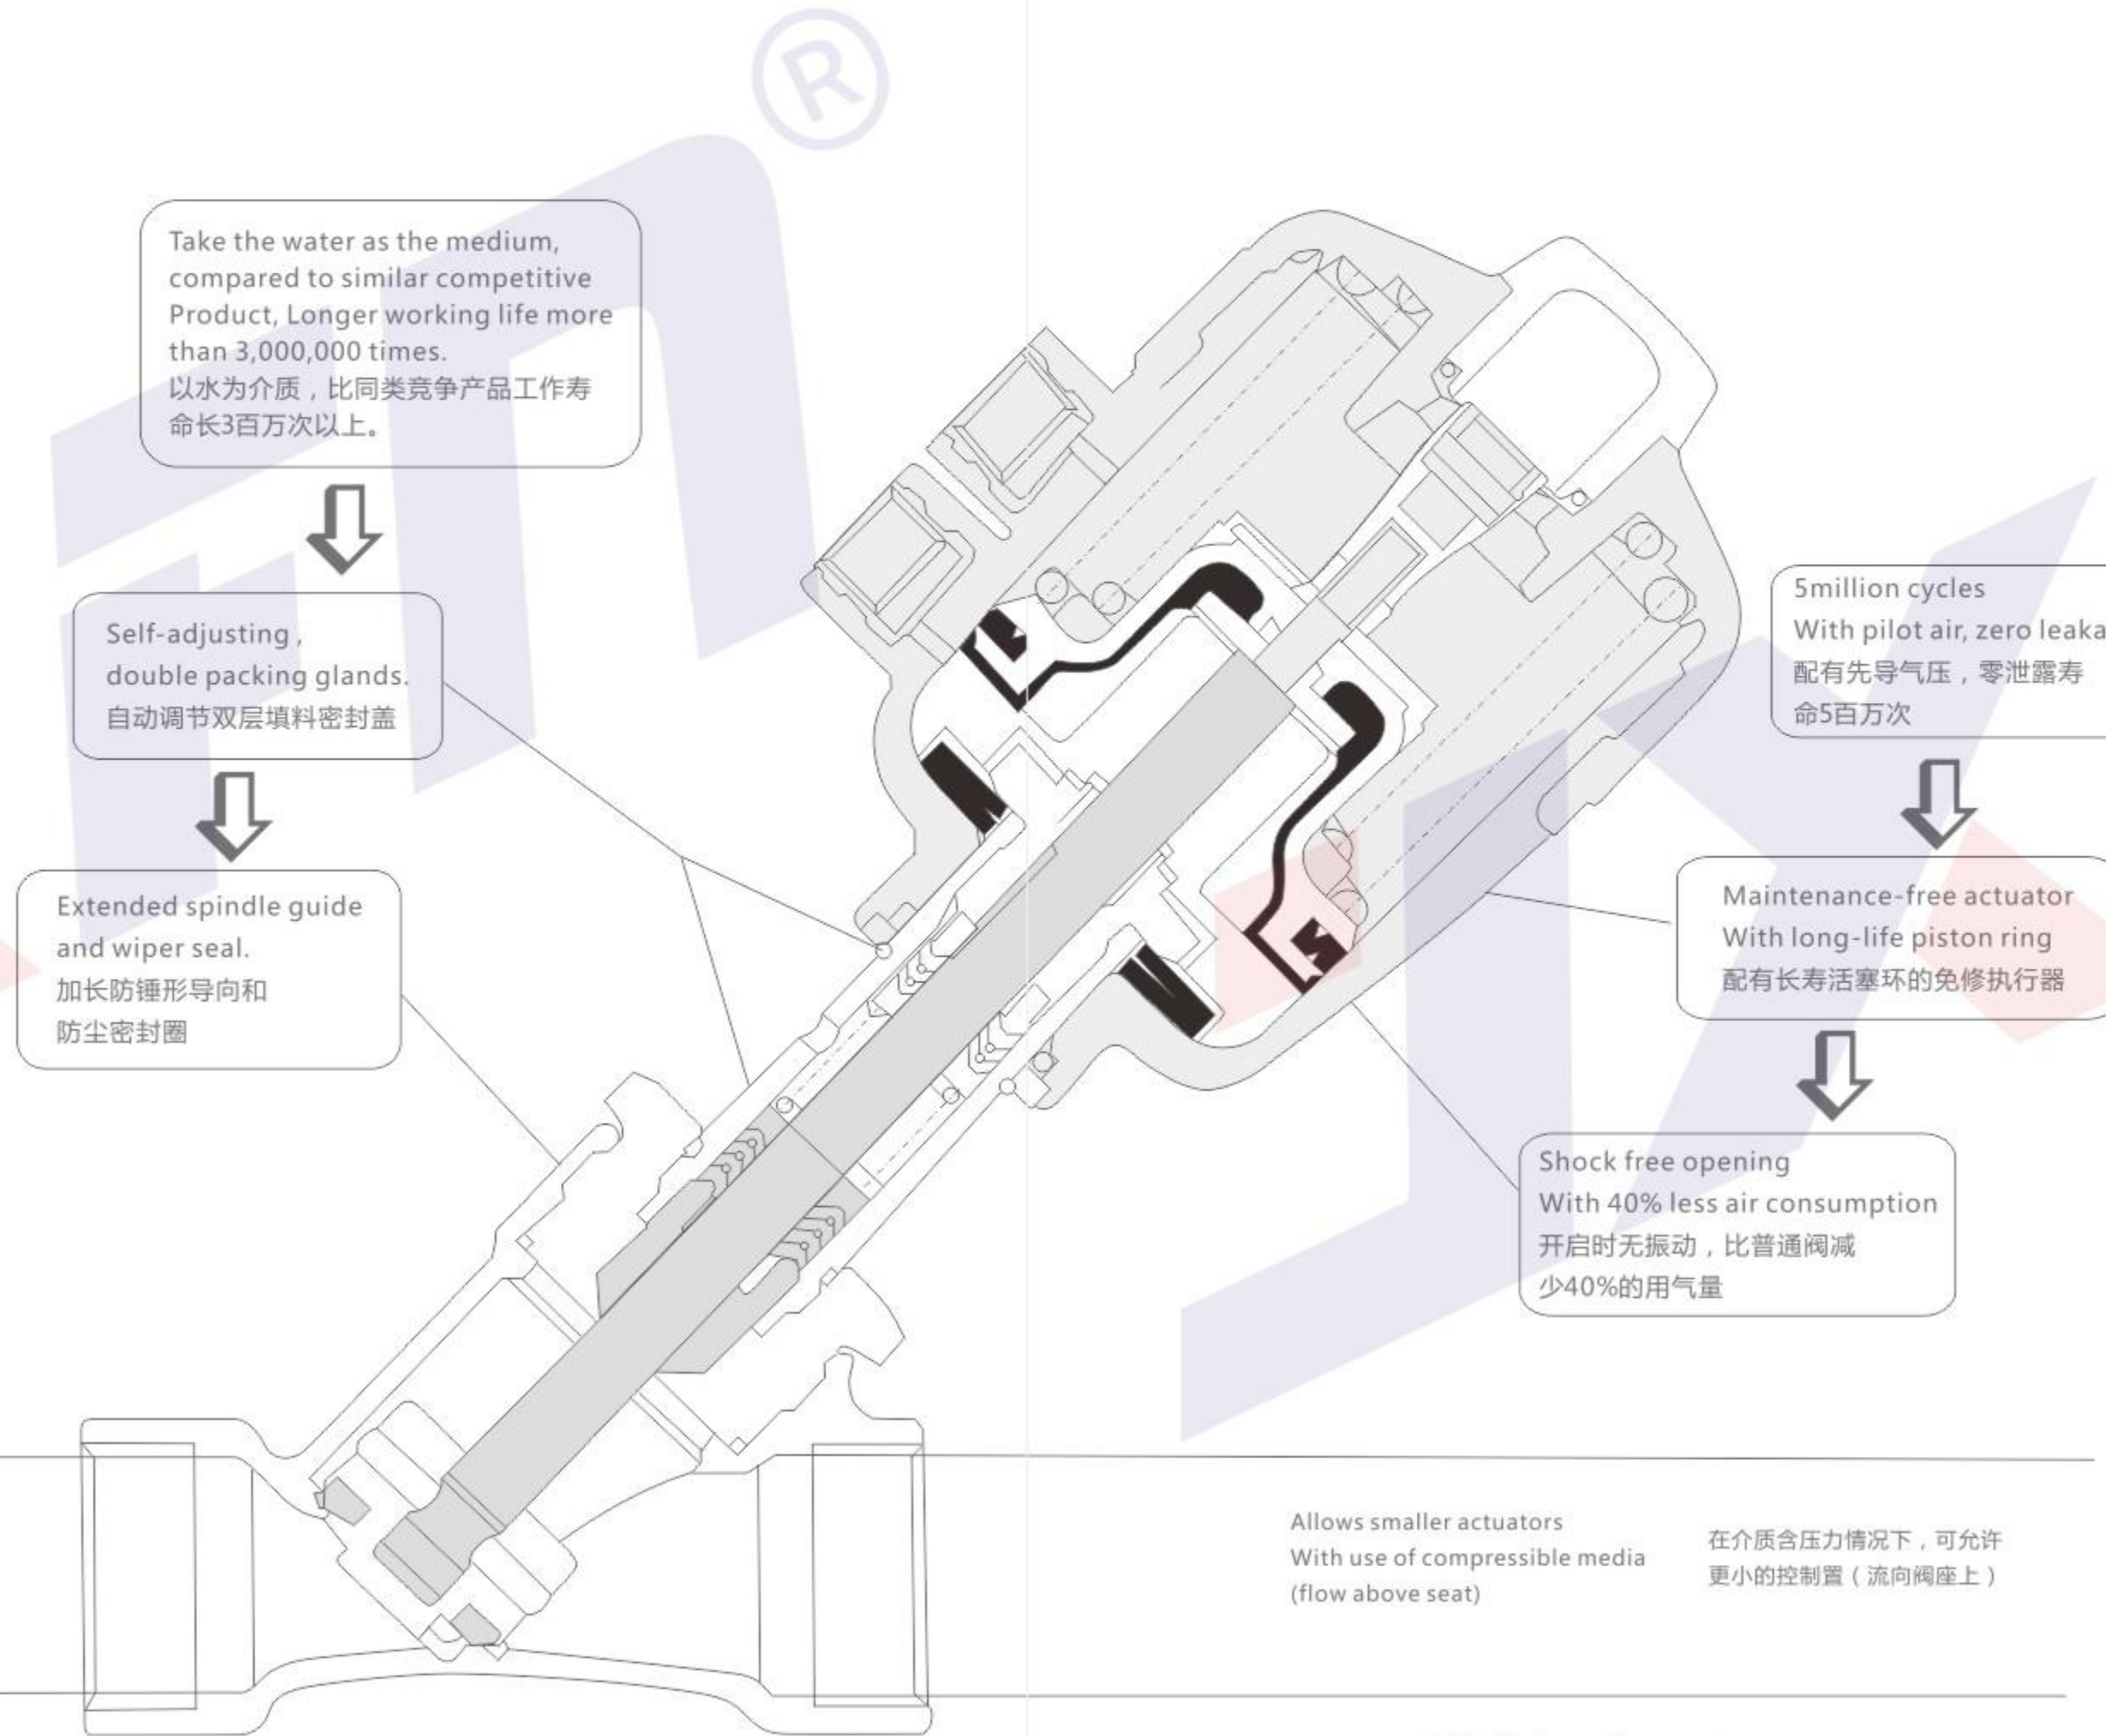 ®
Take the water as the medium,
compared to similar competitive
Product, Longer working life more
than 3,000,000 times.
以水为介质，比同类竞争产品工作寿
命长3百万次以上。
Self-adjusting,
double packing glands.
自动调节双层填料密封盖
Extended spindle guide
and wiper seal.
加长防锤形导向和
防尘密封圈
5million cycles
With pilot air, zero leaka
配有先导气压，零泄露寿
命5百万次
Maintenance-free actuator
With long-life piston ring
配有长寿活塞环的免修执行器
Shock free opening
With 40% less air consumption
开启时无振动，比普通阀减
少40%的用气量
Allows smaller actuators
With use of compressible media
(flow above seat)
在介质含压力情况下，可允许
更小的控制置（流向阀座上）